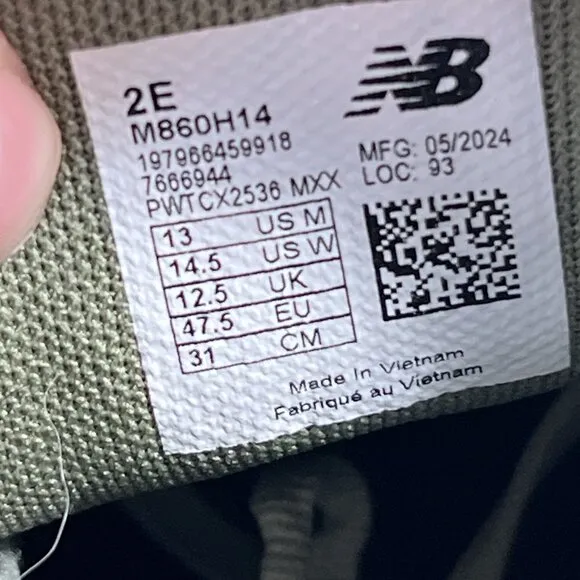 2E
M860H14
197966459918
7666944
PWTCX2536 MXX
13 US M
14.5 US W
12.5 UK
47.5 EU
31 CM
NB
MFG: 05/2024
LOC: 93
Made In Vietnam
Fabriqué au Vietnam